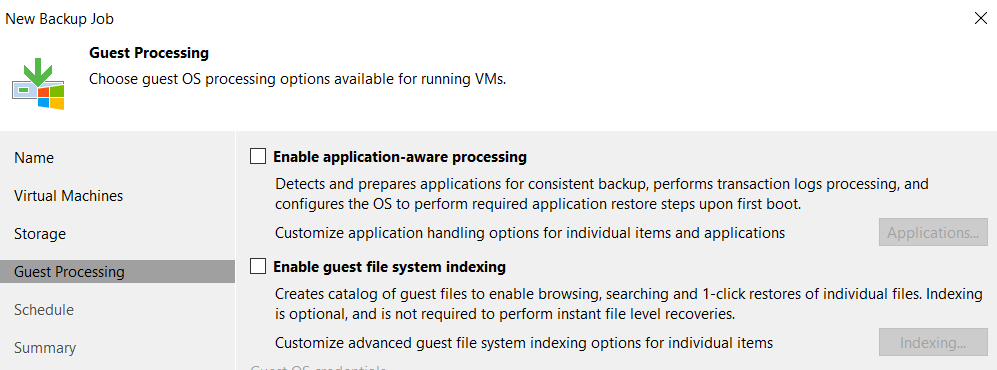 New Backup Job
Guest Processing
Choose guest OS processing options available for running VMs.
Name
Virtual Machines
Storage
Guest Processing
Schedule
Summary
Enable application-aware processing
Detects and prepares applications for consistent backup, performs transaction logs processing, and
configures the OS to perform required application restore steps upon first boot.
Customize application handling options for individual items and applications
Applications...
Enable guest file system indexing
Creates catalog of guest files to enable browsing, searching and 1-click restores of individual files. Indexing
is optional, and is not required to perform instant file level recoveries.
Customize advanced guest file system indexing options for individual items
Indexing...
Guest OS credentials